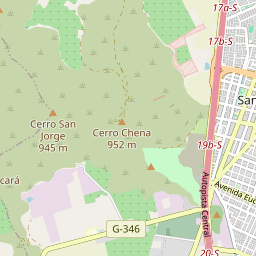 17a-S
17b-S
San
Cerro San
Jorge
945 m
Cerro Chena
952 m
19b-S
cará
Autopista Central
Avenida Euc
G-346
20-S